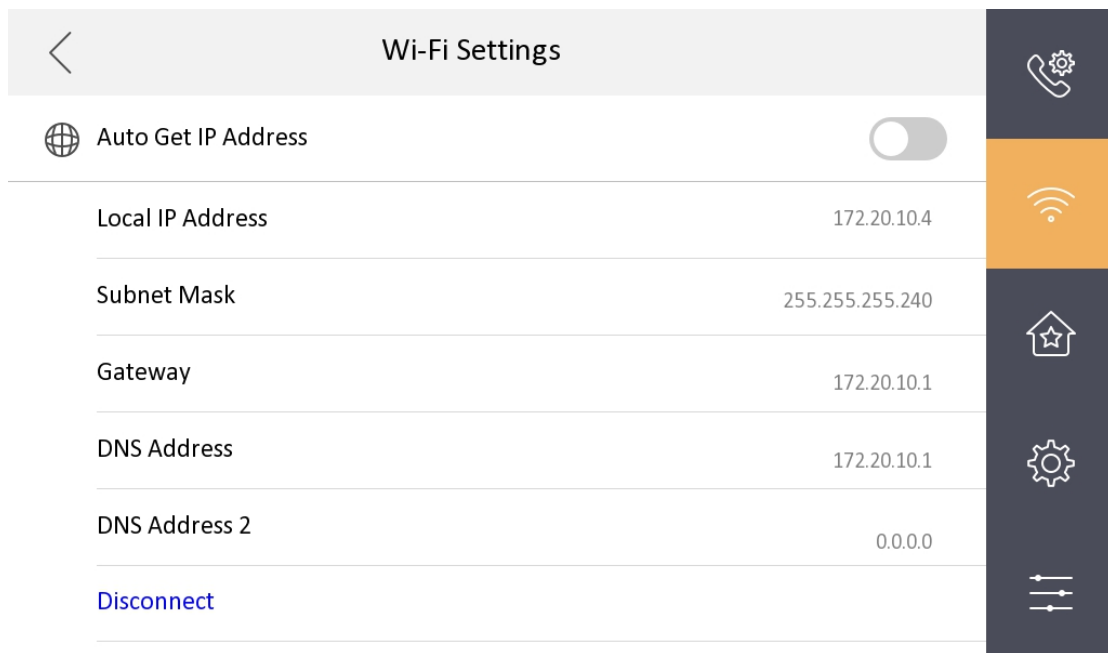 Wi-Fi Settings
Auto Get IP Address
Local IP Address 172.20.10.4
Subnet Mask 255.255.255.240
Gateway 172.20.10.1
DNS Address 172.20.10.1
DNS Address 2 0.0.0.0
Disconnect